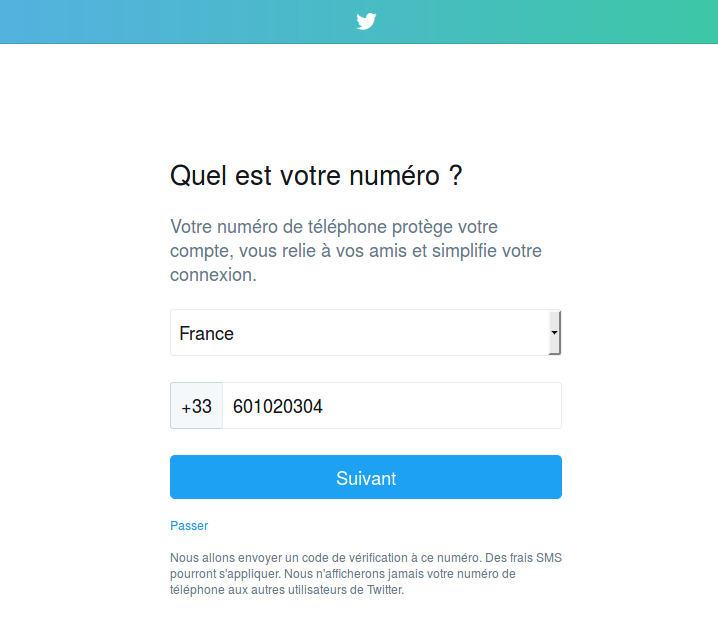 Quel est votre numéro ?
Votre numéro de téléphone protège votre
compte, vous relie à vos amis et simplifie votre
connexion.
France
+33 601020304
Suivant
Passer
Nous allons envoyer un code de vérification à ce numéro. Des frais SMS
pourront s'appliquer. Nous n'afficherons jamais votre numéro de
téléphone aux autres utilisateurs de Twitter.